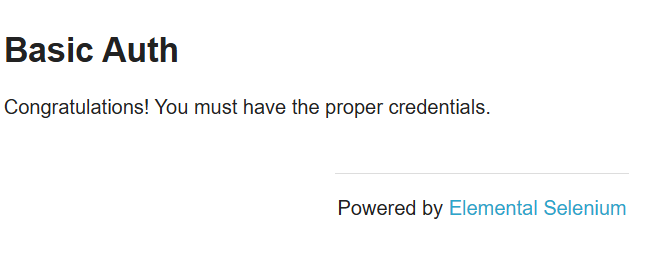 Basic Auth
Congratulations! You must have the proper credentials.
Powered by Elemental Selenium